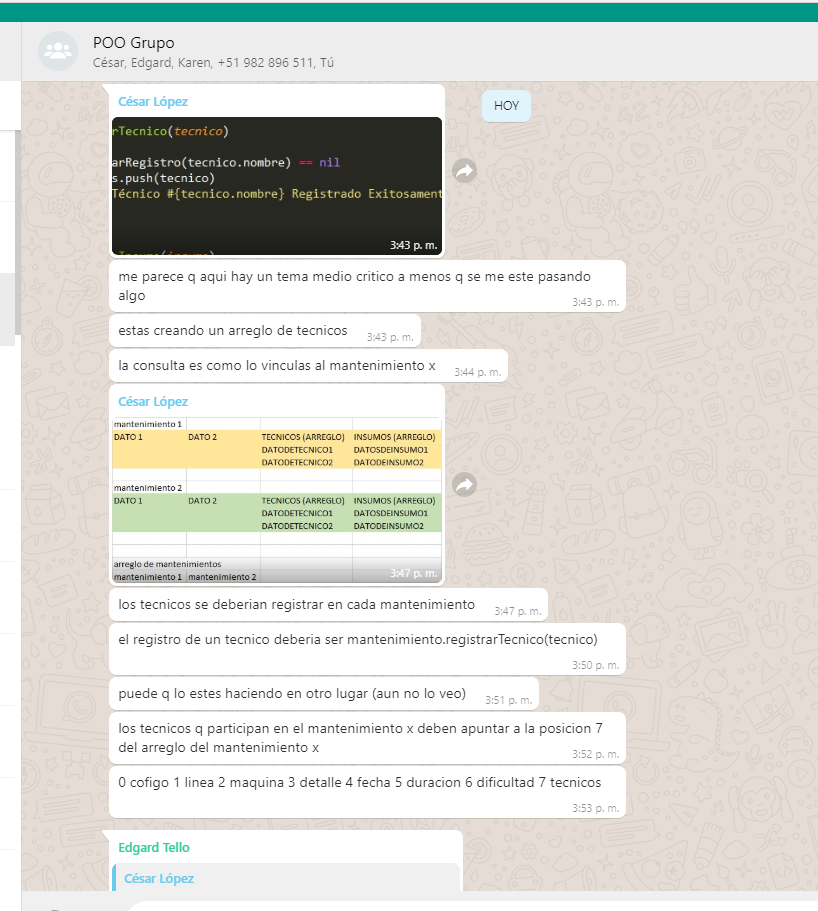 POO Grupo
César, Edgard, Karen, +51 982 896 511, Tú
HOY
César López
rTecnico(tecnico)
arRegistro(tecnico.nombre) == nil
s.push(tecnico)
Técnico #{tecnico.nombre} Registrado Exitosament
3:43 p. m.
me parece q aqui hay un tema medio critico a menos q se me este pasando
algo
3:43 p. m.
estas creando un arreglo de tecnicos
3:43 p. m.
la consulta es como lo vinculas al mantenimiento x
3:44 p. m.
César López
mantenimiento 1
DATO 1 DATO 2 TECNICOS (ARREGLO) INSUMOS (ARREGLO)
DATODETECNICO1 DATOSDEINSUMO1
DATODETECNICO2 DATODEINSUMO2
mantenimiento 2
DATO 1 DATO 2 TECNICOS (ARREGLO) INSUMOS (ARREGLO)
DATODETECNICO1 DATOSDEINSUMO1
DATODETECNICO2 DATODEINSUMO2
arreglo de mantenimientos
mantenimiento 1 mantenimiento 2
3:47 p. m.
los tecnicos se deberian registrar en cada mantenimiento
3:47 p. m.
el registro de un tecnico deberia ser mantenimiento.registrarTecnico(tecnico)
3:50 p. m.
puede q lo estes haciendo en otro lugar (aun no lo veo)
3:51 p. m.
los tecnicos q participan en el mantenimiento x deben apuntar a la posicion 7
del arreglo del mantenimiento x
3:52 p. m.
0 cofigo 1 linea 2 maquina 3 detalle 4 fecha 5 duracion 6 dificultad 7 tecnicos
3:53 p. m.
Edgard Tello
César López